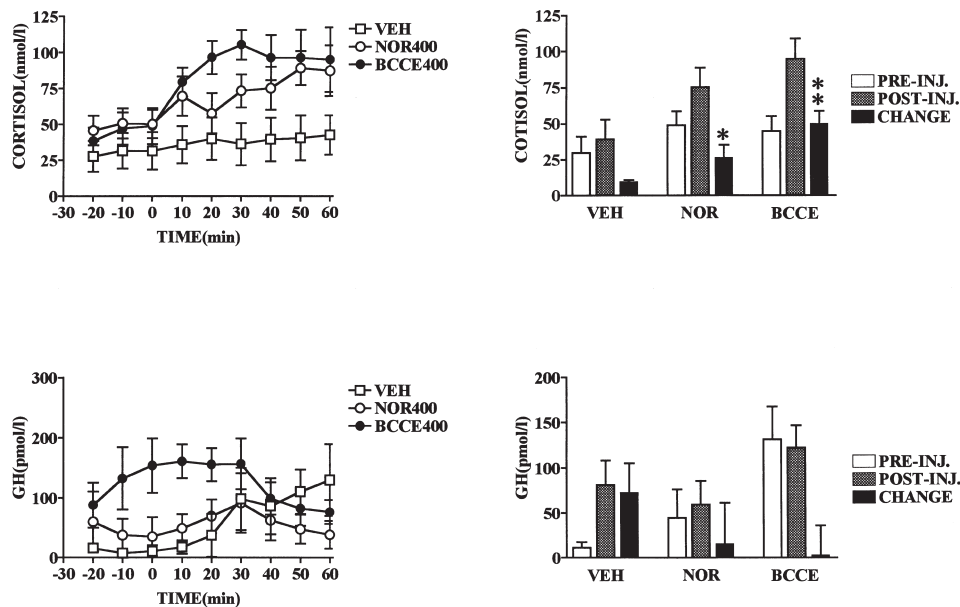 CORTISOL(nmol/l)
125
100
75
50
25
0
-30 -20 -10 0 10 20 30 40 50 60
TIME(min)
VEH
NOR400
BCCE400
COTISOL(nmol/l)
125
100
75
50
25
0
*
**
VEH NOR BCCE
PRE-INJ.
POST-INJ.
CHANGE
GH(pmol/l)
300
200
100
0
-30 -20 -10 0 10 20 30 40 50 60
TIME(min)
VEH
NOR400
BCCE400
GH(pmol/l)
200
150
100
50
0
VEH NOR BCCE
PRE-INJ.
POST-INJ.
CHANGE